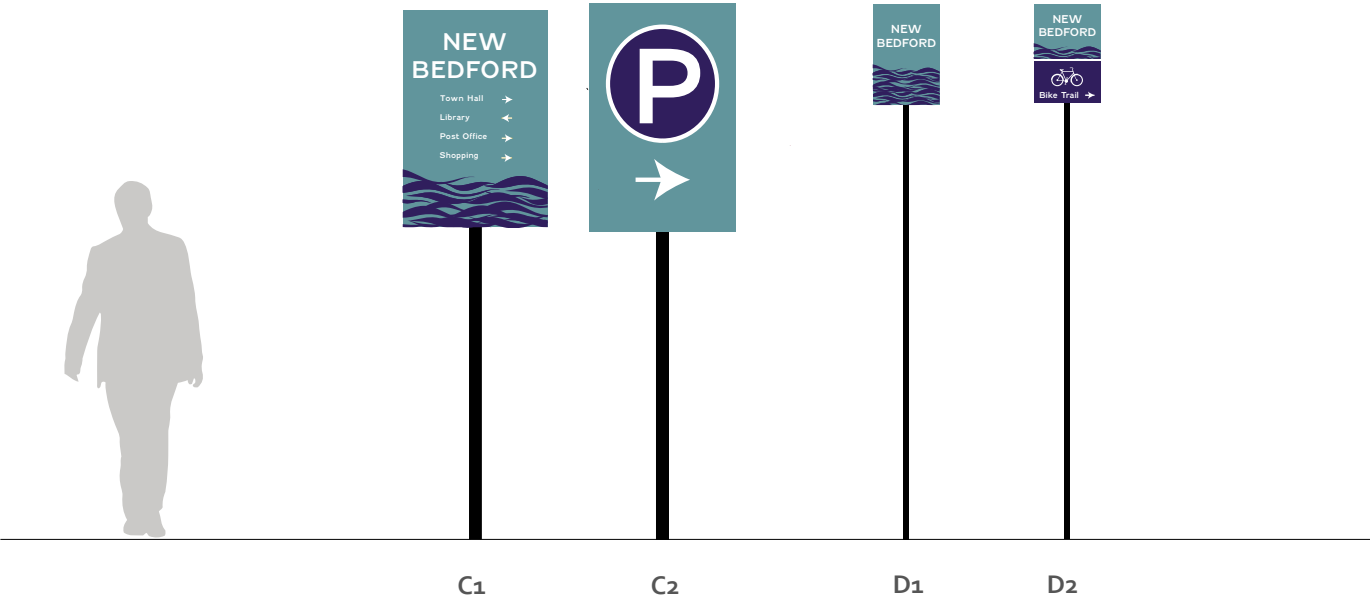 NEW
BEDFORD
Town Hall
Library
Post Office
Shopping
P
NEW
BEDFORD
NEW
BEDFORD
Bike Trail
C1
C2
D1
D2